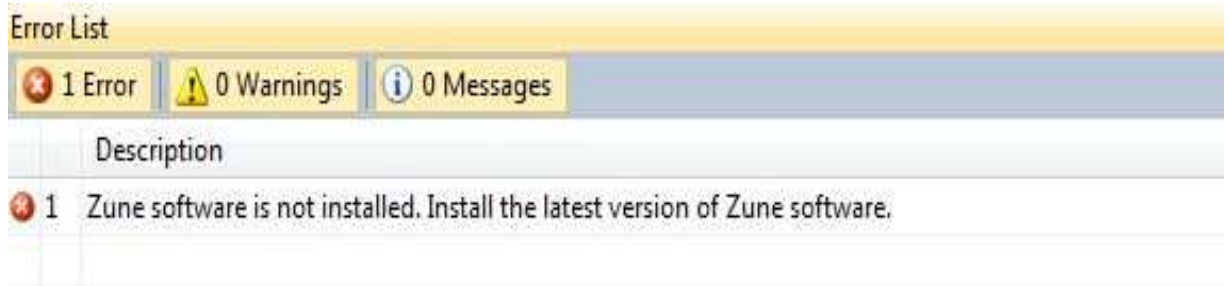 Error List
1 Error 0 Warnings i 0 Messages
Description
1 Zune software is not installed. Install the latest version of Zune software.